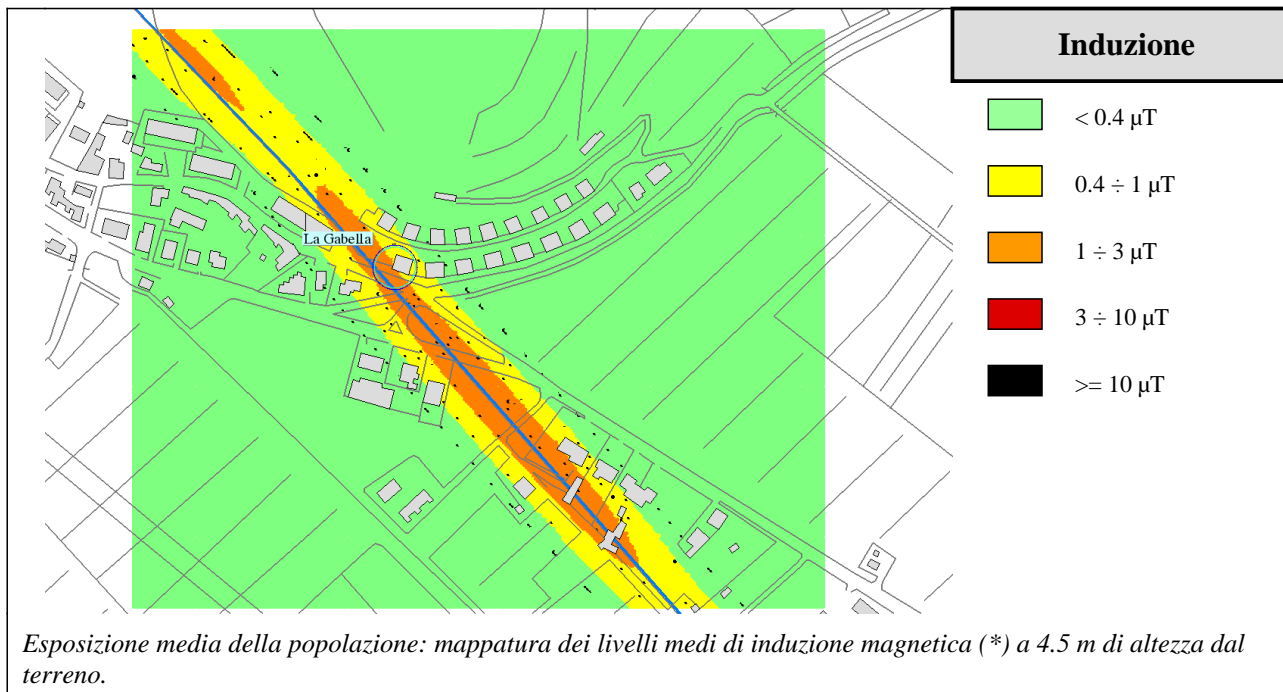 Induzione
< 0.4 µT
0.4 ÷ 1 µT
1 ÷ 3 µT
3 ÷ 10 µT
>= 10 µT
La Gabella
Esposizione media della popolazione: mappatura dei livelli medi di induzione magnetica (*) a 4.5 m di altezza dal
terreno.